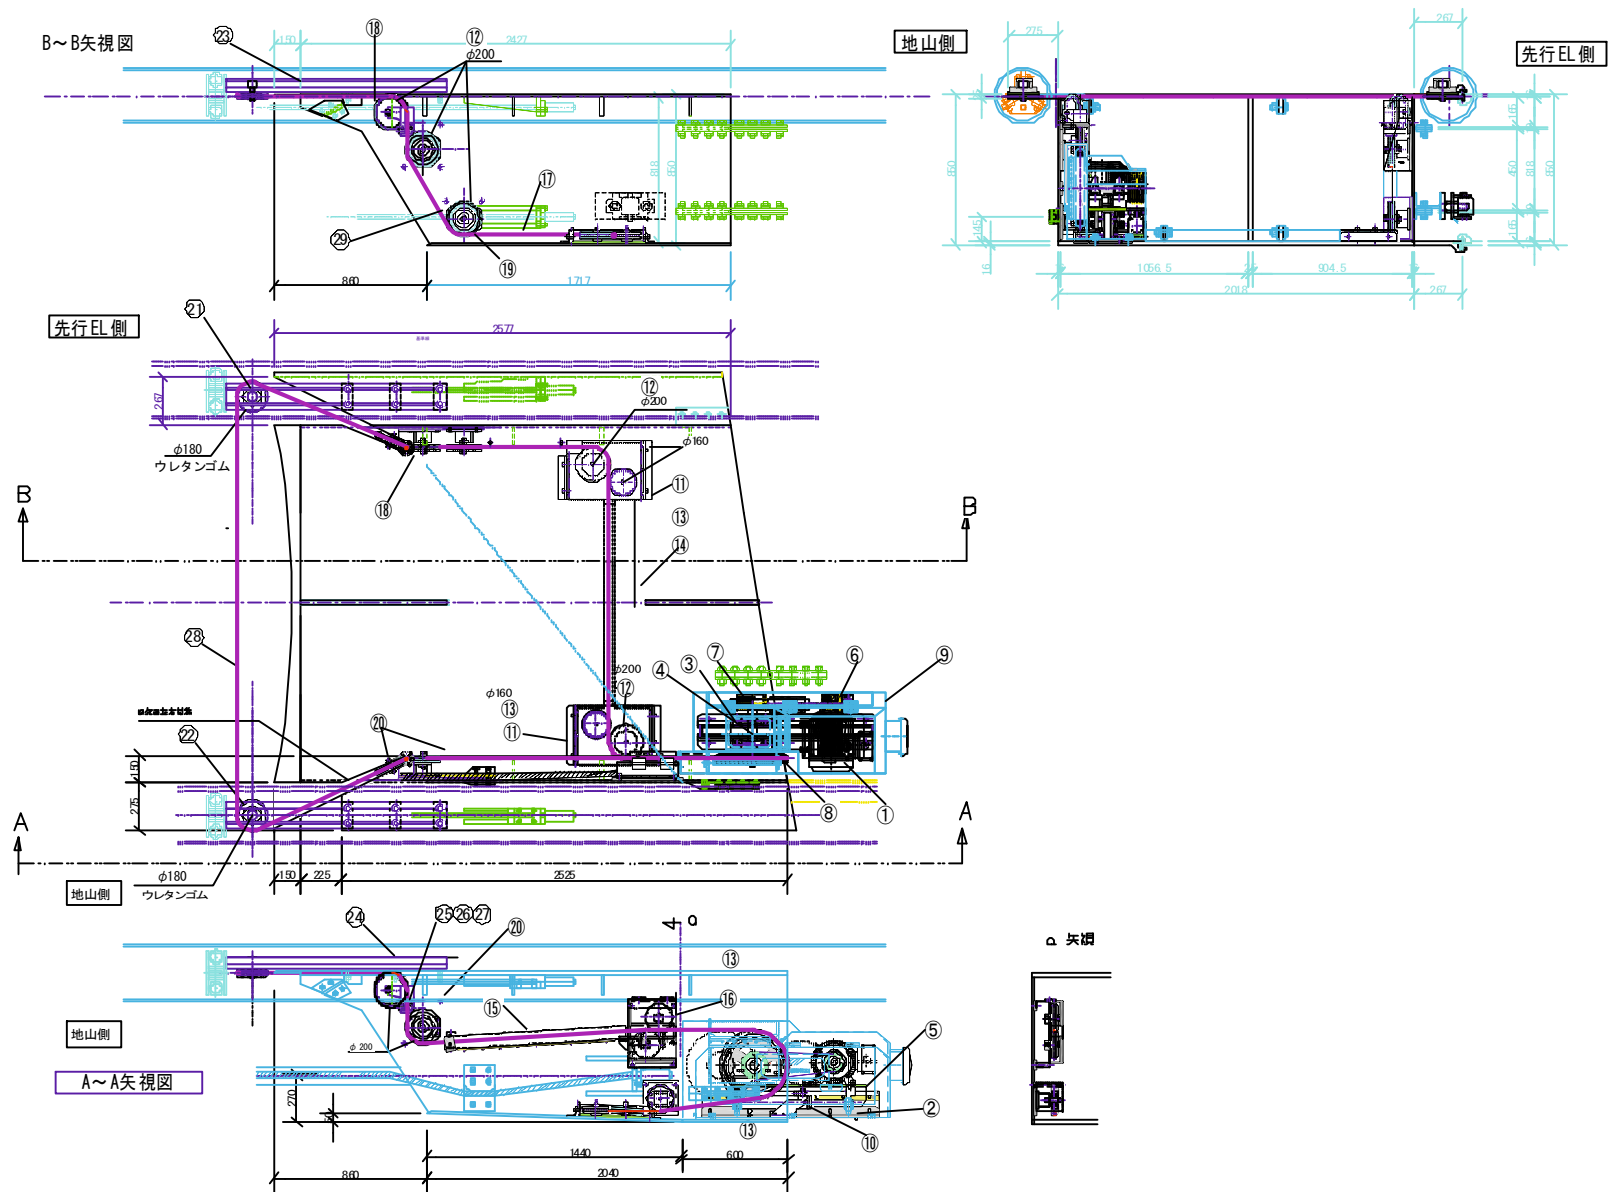 B～B矢視図
㉓
⑱
⑫
φ200
150
2427
⑰
㉙
⑲
818
850
860
1717
地山側
先行EL側
275
267
850
145
16
1056.5
904.5
2018
267
165
450
165
818
850
㉑
先行EL側
2577
267
φ180
ウレタンゴム
⑱
⑫
φ200
φ160
⑪
⑬
⑭
B
B
㉘
φ200
⑫
φ160
⑬
⑪
⑳
㉒
④
③
⑦
⑥
⑨
⑧
①
150
275
A
A
φ180
ウレタンゴム
地山側
150
225
2525
㉔
㉕㉖㉗
⑳
a
⑬
⑮
⑯
⑤
地山側
φ200
A～A矢視図
270
②
⑩
⑬
1440
600
860
2040
矢視